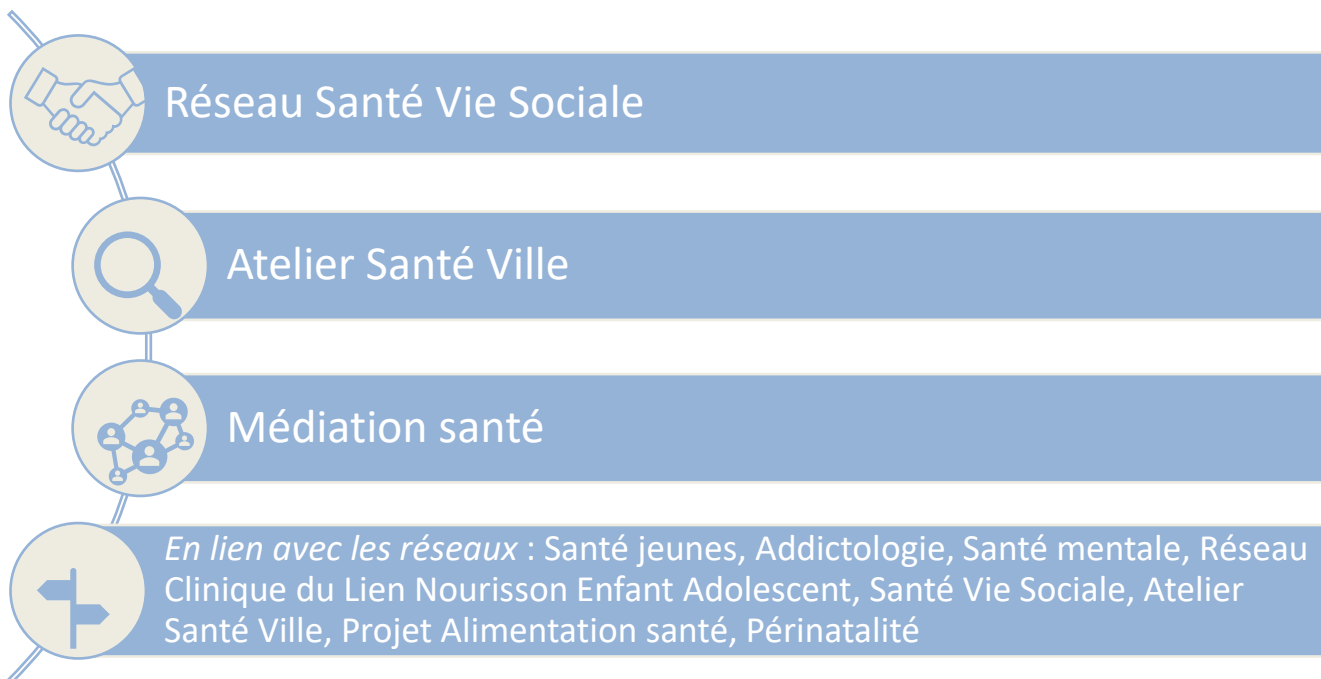 Réseau Santé Vie Sociale
Atelier Santé Ville
Médiation santé
En lien avec les réseaux : Santé jeunes, Addictologie, Santé mentale, Réseau
Clinique du Lien Nourisson Enfant Adolescent, Santé Vie Sociale, Atelier
Santé Ville, Projet Alimentation santé, Périnatalité